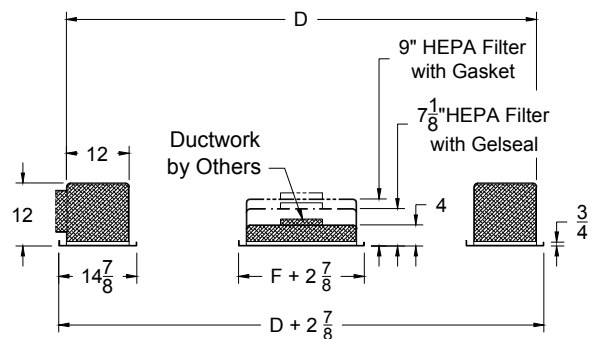 D
9" HEPA Filter
with Gasket
7 1/8"HEPA Filter
with Gelseal
Ductwork
by Others
12
12
4
3/4
14 7/8
F + 2 7/8
D + 2 7/8